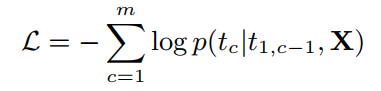 ℒ = − ∑_{c=1}^{m} log p(t_c|t_{1,c−1}, 𝐗)